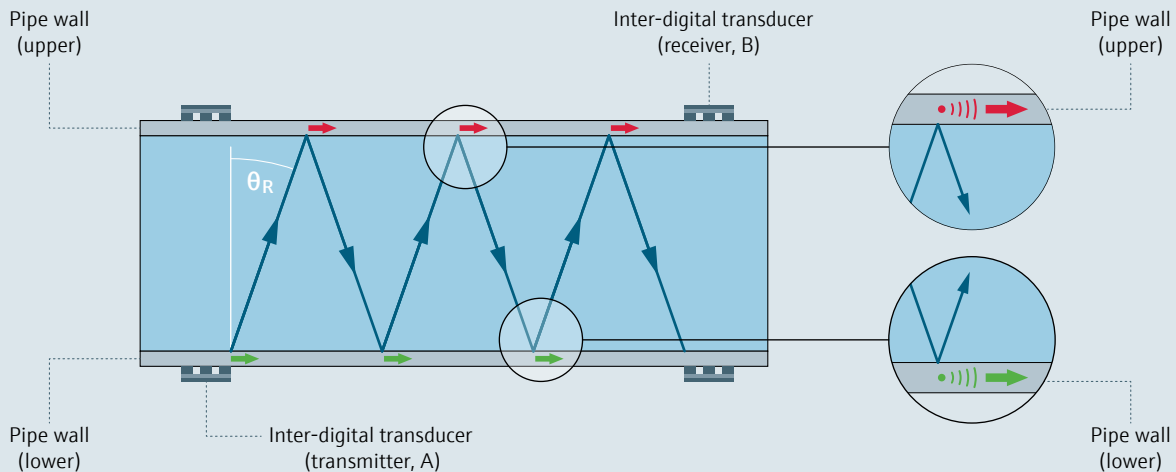 Pipe wall
(upper)
Inter-digital transducer
(receiver, B)
Pipe wall
(upper)
θR
Pipe wall
(lower)
Inter-digital transducer
(transmitter, A)
Pipe wall
(lower)